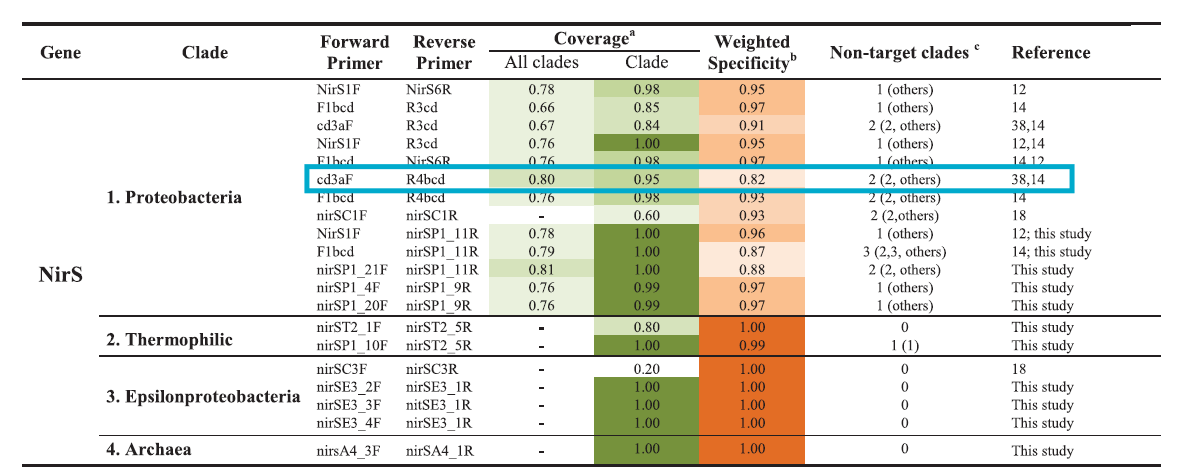 Gene Clade Forward Primer Reverse Primer Coverageᵃ All clades Clade Weighted Specificityᵇ Non-target clades ᶜ Reference
NirS
1. Proteobacteria
NirS1F NirS6R 0.78 0.98 0.95 1 (others) 12
F1bcd R3cd 0.66 0.85 0.97 1 (others) 14
cd3aF R3cd 0.67 0.84 0.91 2 (2, others) 38,14
NirS1F R3cd 0.76 1.00 0.95 1 (others) 12,14
F1bcd NirS6R 0.76 0.98 0.97 1 (others) 14,12
cd3aF R4bcd 0.80 0.95 0.82 2 (2, others) 38,14
F1bcd R4bcd 0.76 0.98 0.93 2 (2, others) 14
nirSC1F nirSC1R - 0.60 0.93 2 (2,others) 18
NirS1F nirSP1_11R 0.78 1.00 0.96 1 (others) 12; this study
F1bcd nirSP1_11R 0.79 1.00 0.87 3 (2,3, others) 14; this study
nirSP1_21F nirSP1_11R 0.81 1.00 0.88 2 (2, others) This study
nirSP1_4F nirSP1_9R 0.76 0.99 0.97 1 (others) This study
nirSP1_20F nirSP1_9R 0.76 0.99 0.97 1 (others) This study
2. Thermophilic
nirST2_1F nirST2_5R - 0.80 1.00 0 This study
nirSP1_10F nirST2_5R - 1.00 0.99 1 (1) This study
3. Epsilonproteobacteria
nirSC3F nirSC3R - 0.20 1.00 0 18
nirSE3_2F nirSE3_1R - 1.00 1.00 0 This study
nirSE3_3F nitSE3_1R - 1.00 1.00 0 This study
nirSE3_4F nirSE3_1R - 1.00 1.00 0 This study
4. Archaea
nirsA4_3F nirSA4_1R - 1.00 1.00 0 This study